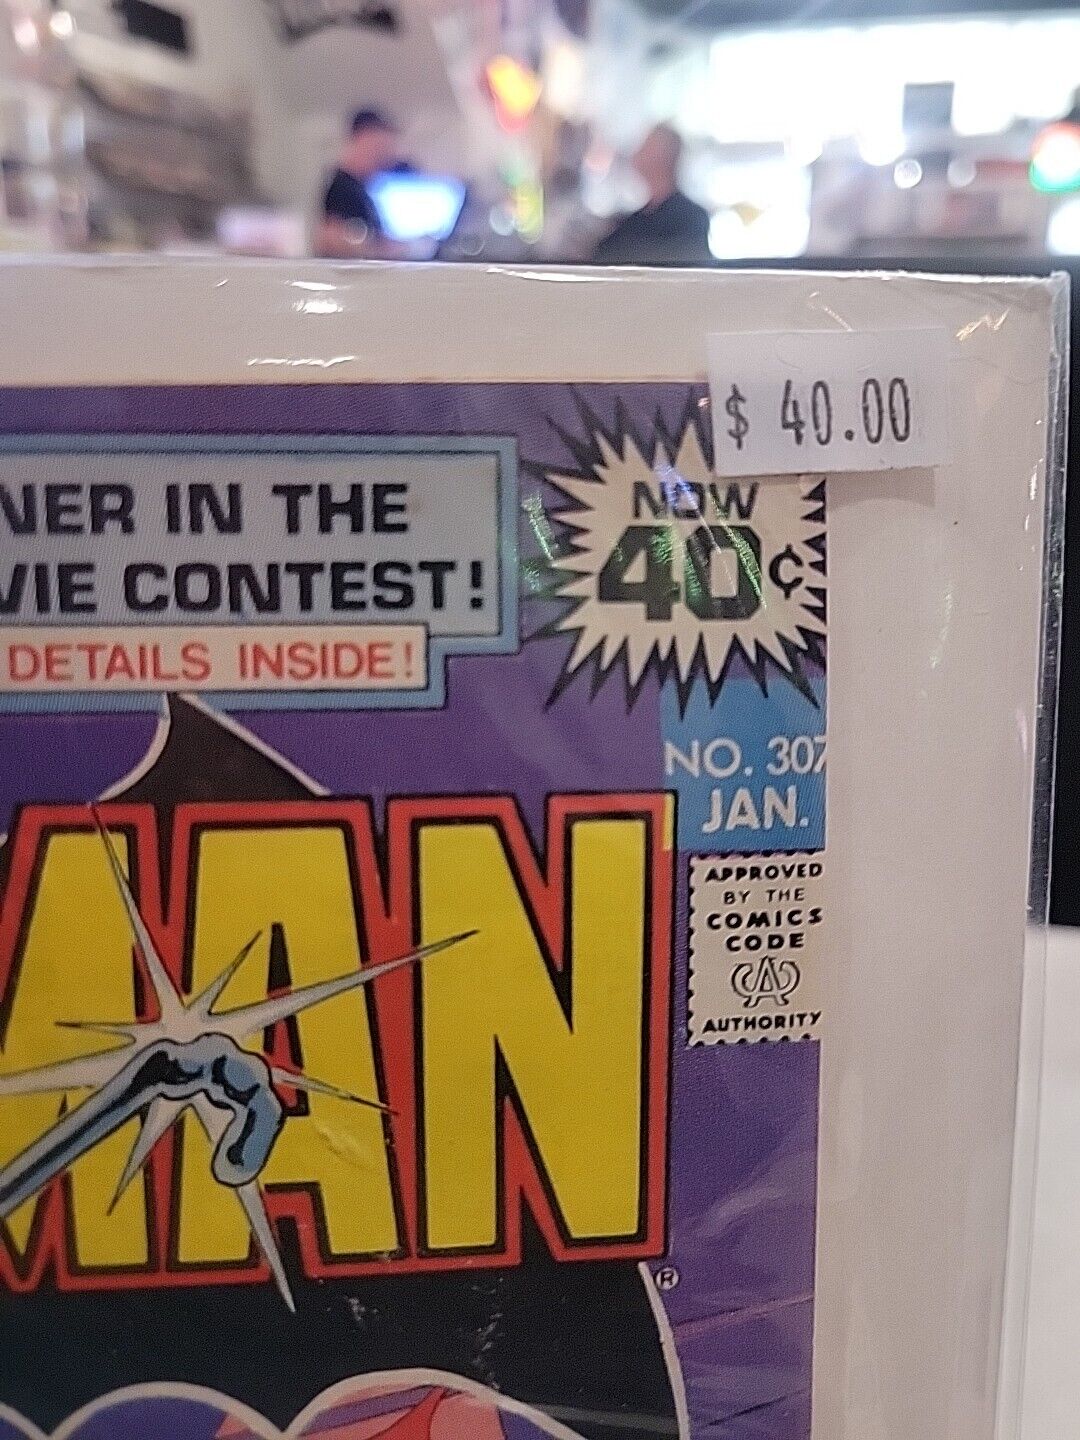 $ 40.00
NER IN THE
VIE CONTEST!
DETAILS INSIDE!
NOW
40¢
NO. 307
JAN.
APPROVED
BY THE
COMICS
CODE
CA
AUTHORITY
MAN
®